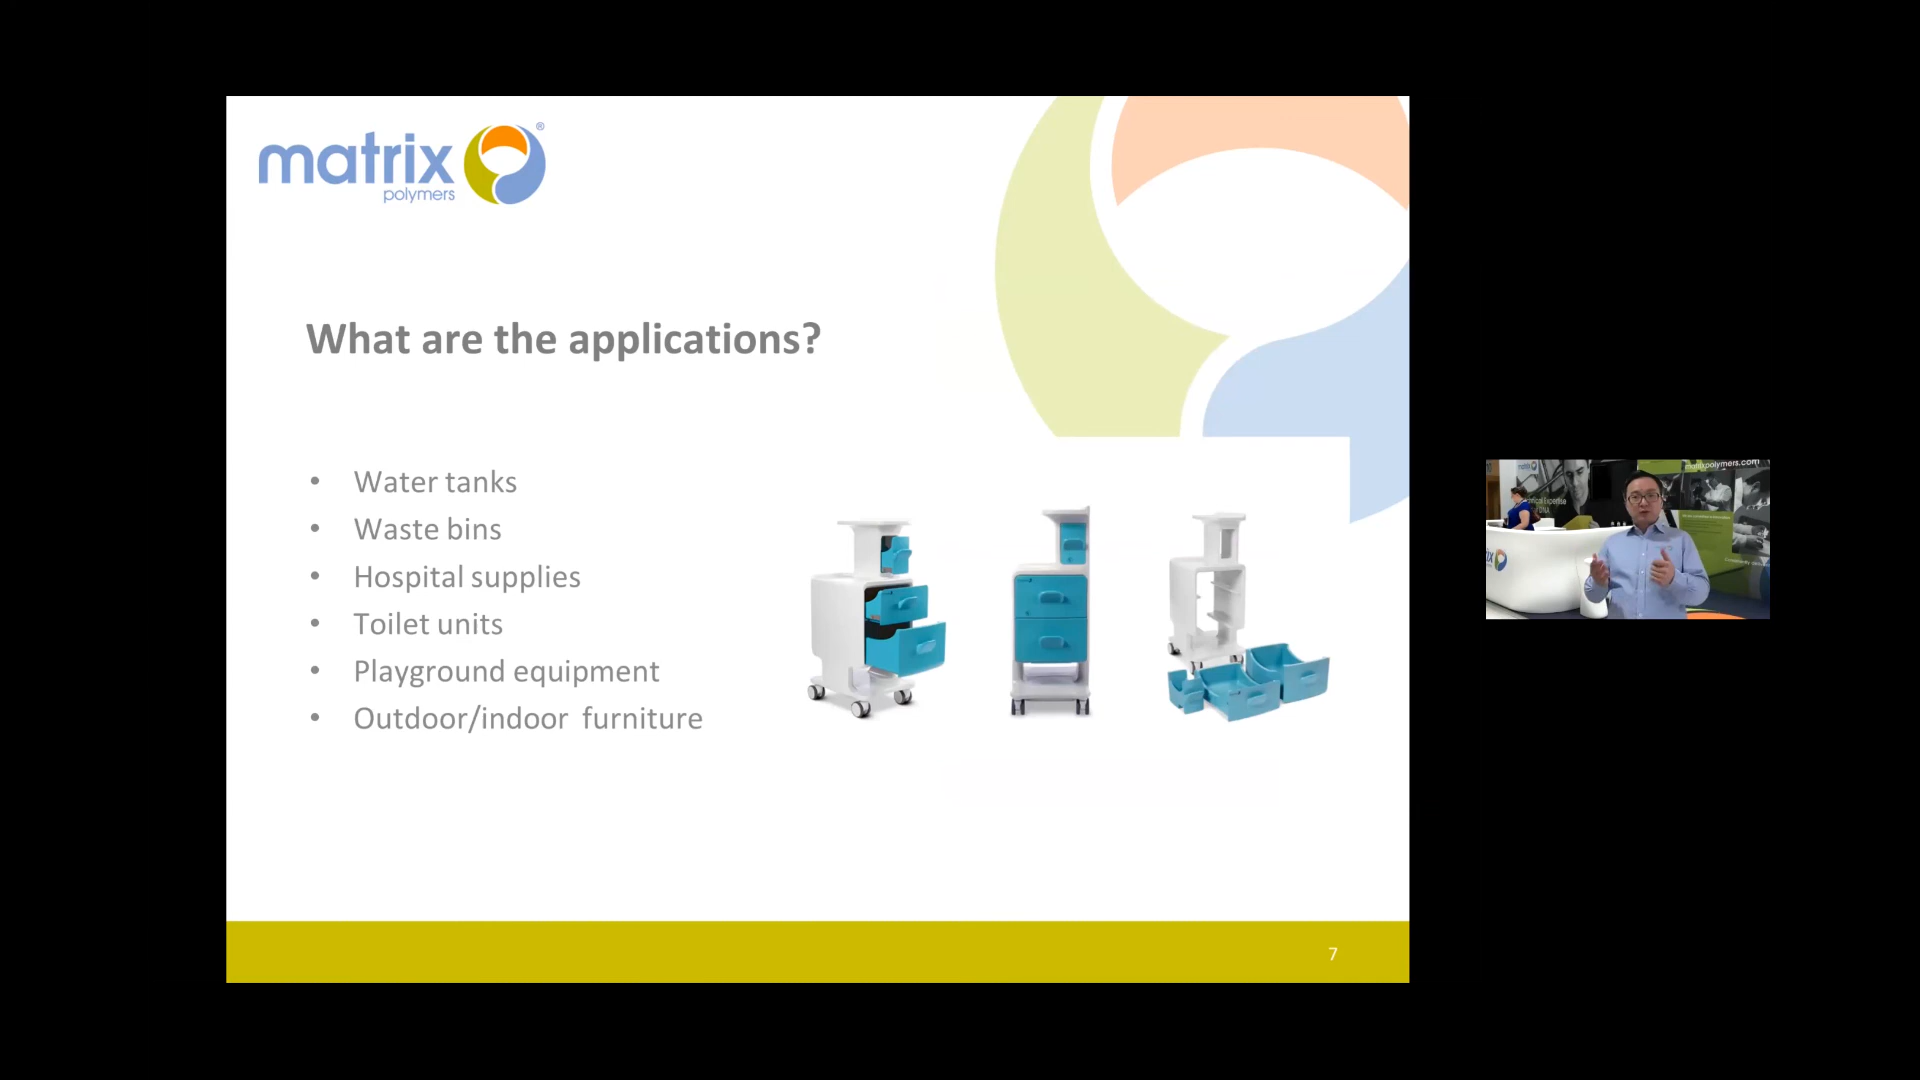 matrix
polymers
®
What are the applications?
• Water tanks
• Waste bins
• Hospital supplies
• Toilet units
• Playground equipment
• Outdoor/indoor furniture
7
matrixpolymers.com